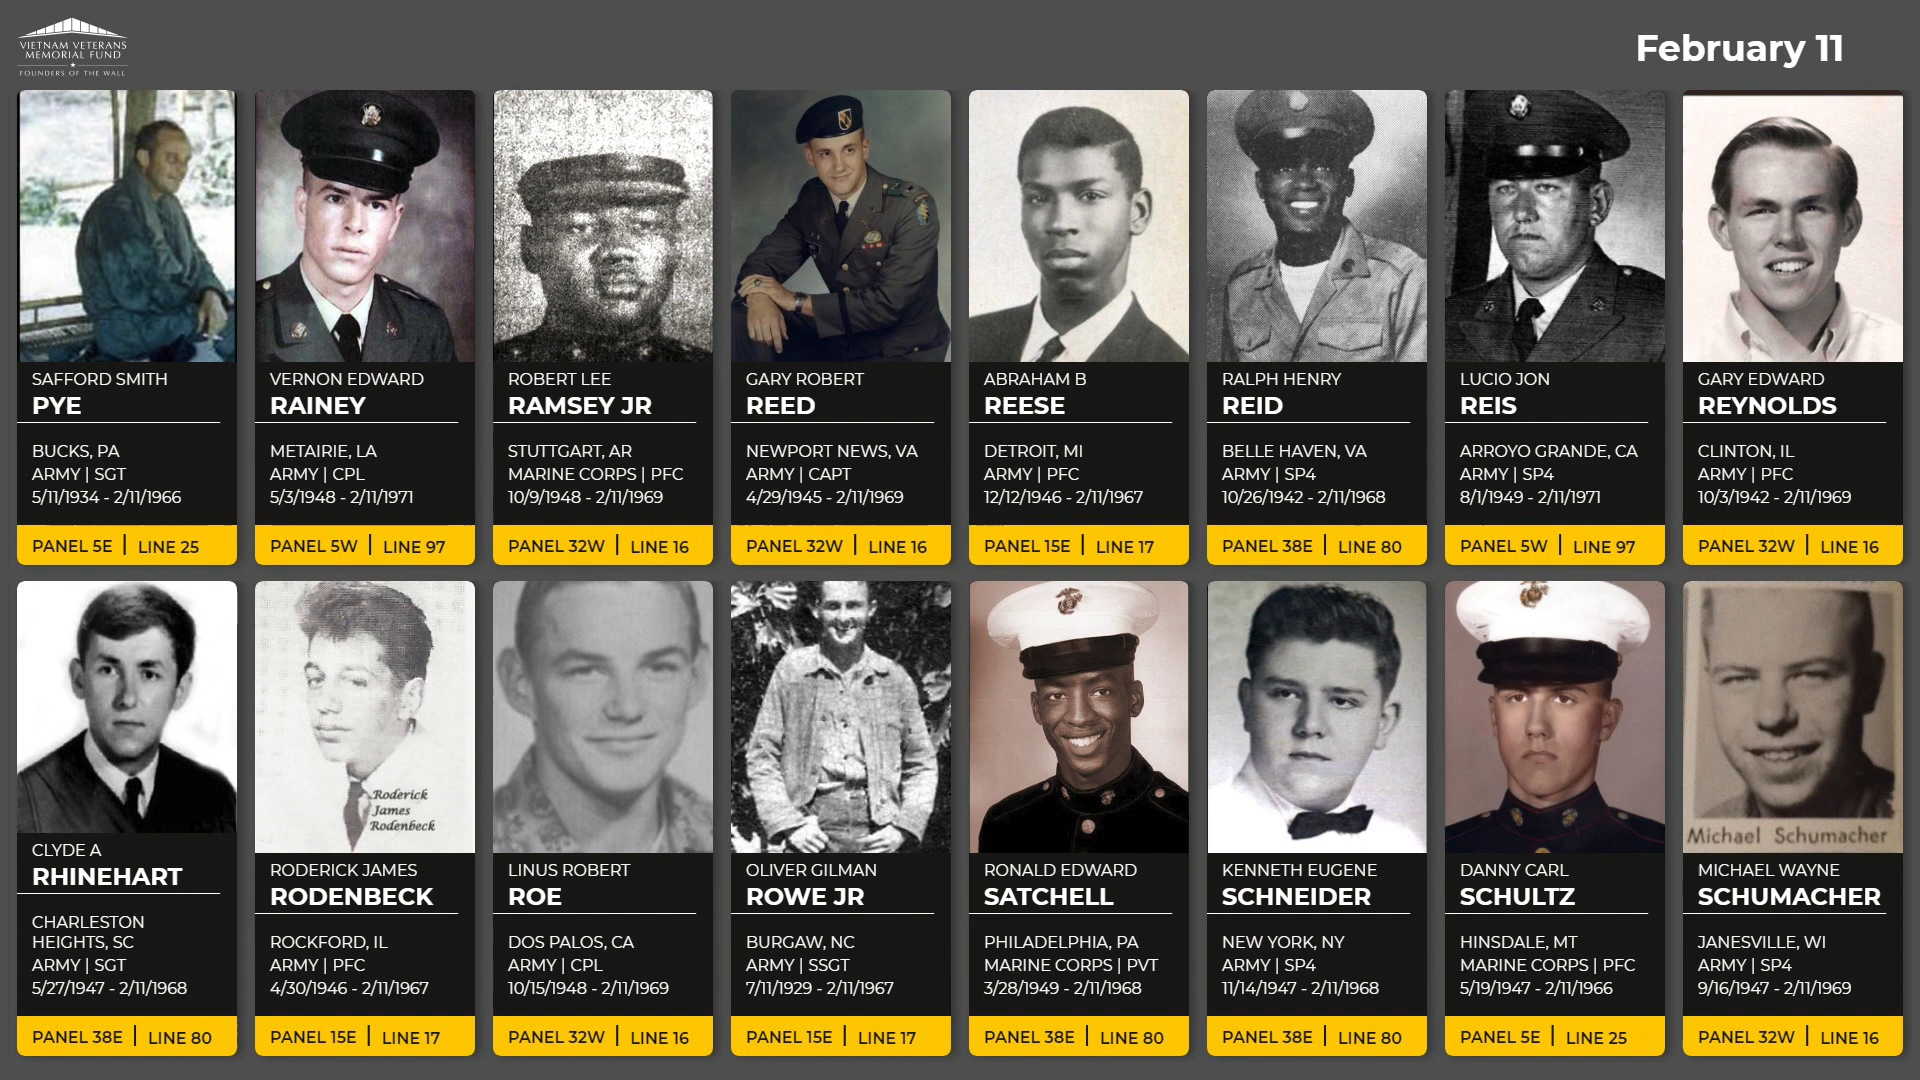 VIETNAM VETERANS
MEMORIAL FUND
FOUNDERS OF THE WALL
February 11
SAFFORD SMITH
PYE
BUCKS, PA
ARMY | SGT
5/11/1934 - 2/11/1966
PANEL 5E | LINE 25
VERNON EDWARD
RAINEY
METAIRIE, LA
ARMY | CPL
5/3/1948 - 2/11/1971
PANEL 5W | LINE 97
ROBERT LEE
RAMSEY JR
STUTTGART, AR
MARINE CORPS | PFC
10/9/1948 - 2/11/1969
PANEL 32W | LINE 16
GARY ROBERT
REED
NEWPORT NEWS, VA
ARMY | CAPT
4/29/1945 - 2/11/1969
PANEL 32W | LINE 16
ABRAHAM B
REESE
DETROIT, MI
ARMY | PFC
12/12/1946 - 2/11/1967
PANEL 15E | LINE 17
RALPH HENRY
REID
BELLE HAVEN, VA
ARMY | SP4
10/26/1942 - 2/11/1968
PANEL 38E | LINE 80
LUCIO JON
REIS
ARROYO GRANDE, CA
ARMY | SP4
8/1/1949 - 2/11/1971
PANEL 5W | LINE 97
GARY EDWARD
REYNOLDS
CLINTON, IL
ARMY | PFC
10/3/1942 - 2/11/1969
PANEL 32W | LINE 16
CLYDE A
RHINEHART
CHARLESTON
HEIGHTS, SC
ARMY | SGT
5/27/1947 - 2/11/1968
PANEL 38E | LINE 80
Roderick
James
Rodenbeck
RODERICK JAMES
RODENBECK
ROCKFORD, IL
ARMY | PFC
4/30/1946 - 2/11/1967
PANEL 15E | LINE 17
LINUS ROBERT
ROE
DOS PALOS, CA
ARMY | CPL
10/15/1948 - 2/11/1969
PANEL 32W | LINE 16
OLIVER GILMAN
ROWE JR
BURGAW, NC
ARMY | SSGT
7/11/1929 - 2/11/1967
PANEL 15E | LINE 17
RONALD EDWARD
SATCHELL
PHILADELPHIA, PA
MARINE CORPS | PVT
3/28/1949 - 2/11/1968
PANEL 38E | LINE 80
KENNETH EUGENE
SCHNEIDER
NEW YORK, NY
ARMY | SP4
11/14/1947 - 2/11/1968
PANEL 38E | LINE 80
DANNY CARL
SCHULTZ
HINSDALE, MT
MARINE CORPS | PFC
5/19/1947 - 2/11/1966
PANEL 5E | LINE 25
Michael Schumacher
MICHAEL WAYNE
SCHUMACHER
JANESVILLE, WI
ARMY | SP4
9/16/1947 - 2/11/1969
PANEL 32W | LINE 16